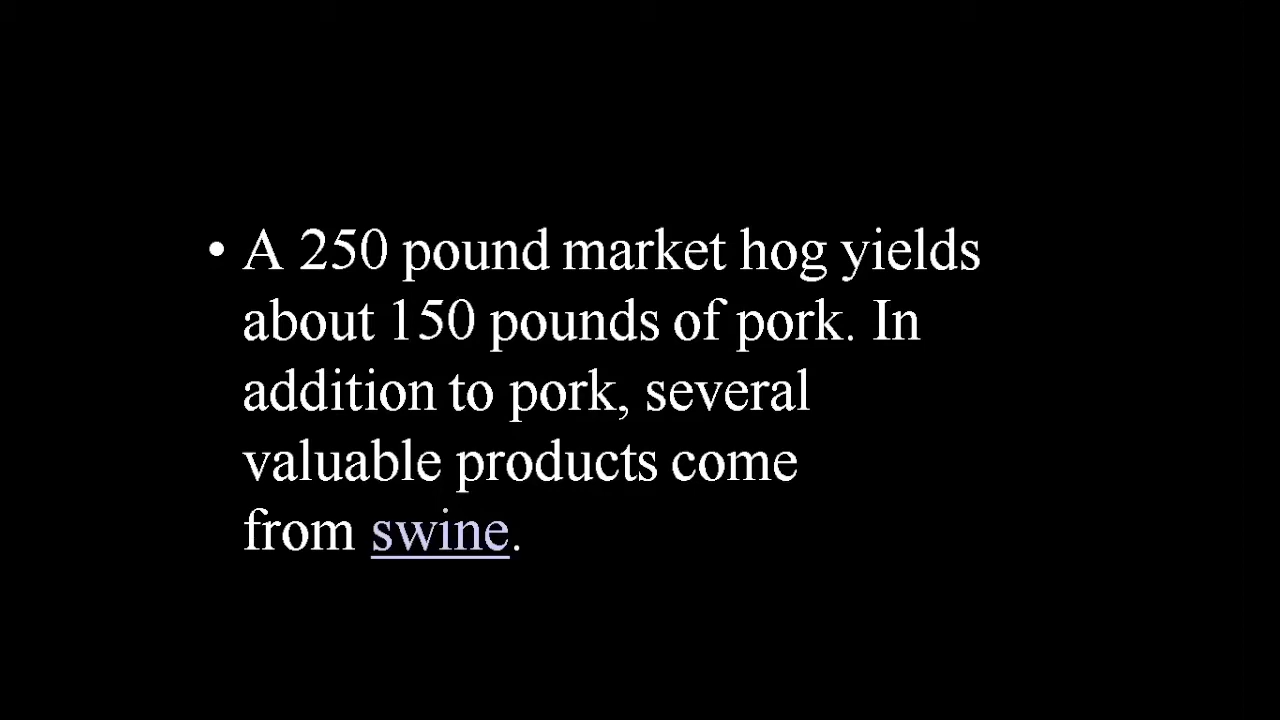 • A 250 pound market hog yields
about 150 pounds of pork. In
addition to pork, several
valuable products come
from swine.